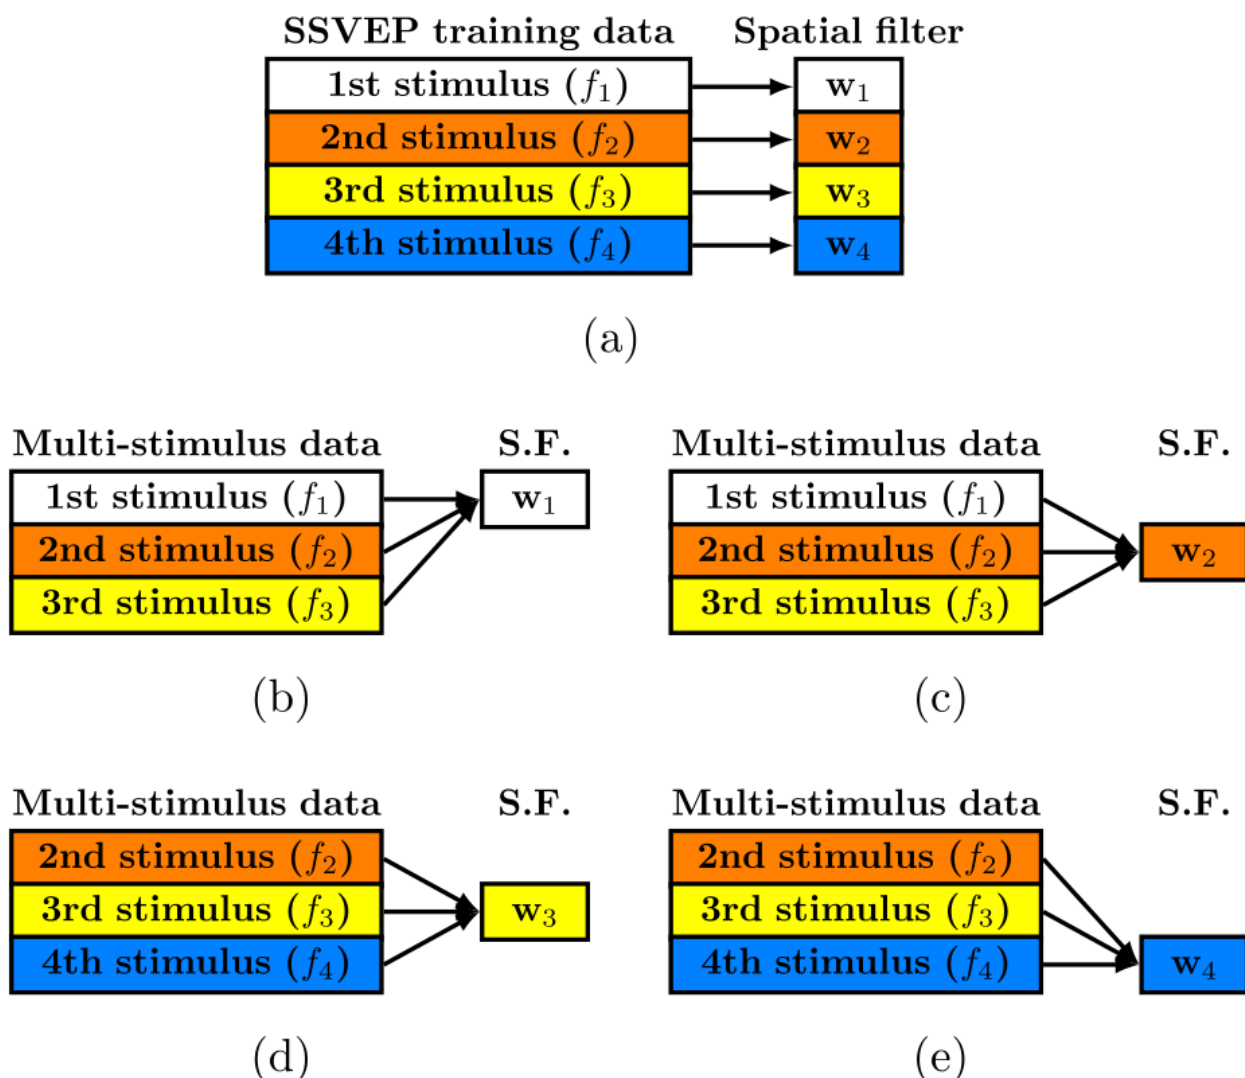 SSVEP training data Spatial filter
1st stimulus (f₁) w₁
2nd stimulus (f₂) w₂
3rd stimulus (f₃) w₃
4th stimulus (f₄) w₄
(a)
Multi-stimulus data S.F.
1st stimulus (f₁) w₁
2nd stimulus (f₂)
3rd stimulus (f₃)
(b)
Multi-stimulus data S.F.
1st stimulus (f₁)
2nd stimulus (f₂) w₂
3rd stimulus (f₃)
(c)
Multi-stimulus data S.F.
2nd stimulus (f₂)
3rd stimulus (f₃) w₃
4th stimulus (f₄)
(d)
Multi-stimulus data S.F.
2nd stimulus (f₂)
3rd stimulus (f₃)
4th stimulus (f₄) w₄
(e)